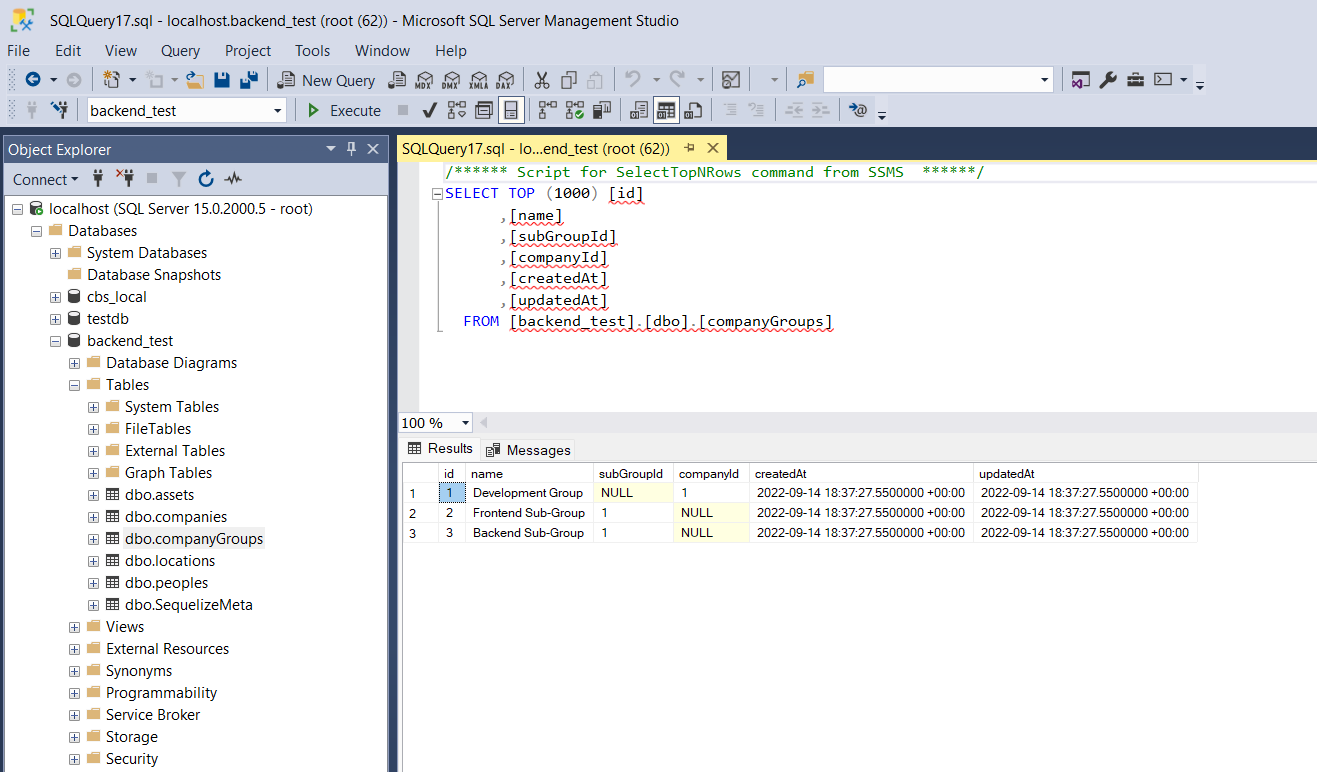 SQLQuery17.sql - localhost.backend_test (root (62)) - Microsoft SQL Server Management Studio
File Edit View Query Project Tools Window Help
New Query MDX DMX XMLA DAX
backend_test Execute
Object Explorer
Connect
localhost (SQL Server 15.0.2000.5 - root)
Databases
System Databases
Database Snapshots
cbs_local
testdb
backend_test
Database Diagrams
Tables
System Tables
FileTables
External Tables
Graph Tables
dbo.assets
dbo.companies
dbo.companyGroups
dbo.locations
dbo.peoples
dbo.SequelizeMeta
Views
External Resources
Synonyms
Programmability
Service Broker
Storage
Security
SQLQuery17.sql - lo...end_test (root (62))
/****** Script for SelectTopNRows command from SSMS ******/
SELECT TOP (1000) [id]
,[name]
,[subGroupId]
,[companyId]
,[createdAt]
,[updatedAt]
FROM [backend_test].[dbo].[companyGroups]
100 %
Results Messages
id name subGroupId companyId createdAt updatedAt
1 1 Development Group NULL 1 2022-09-14 18:37:27.5500000 +00:00 2022-09-14 18:37:27.5500000 +00:00
2 2 Frontend Sub-Group 1 NULL 2022-09-14 18:37:27.5500000 +00:00 2022-09-14 18:37:27.5500000 +00:00
3 3 Backend Sub-Group 1 NULL 2022-09-14 18:37:27.5500000 +00:00 2022-09-14 18:37:27.5500000 +00:00